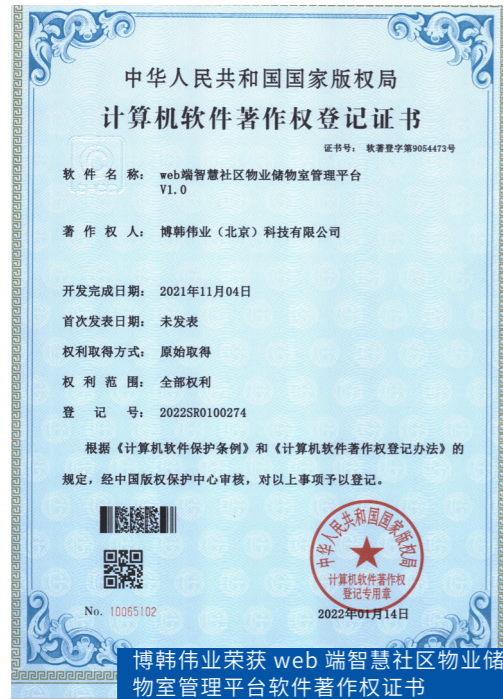 中华人民共和国国家版权局
计算机软件著作权登记证书
证书号： 软著登字第9054473号
软件名称： web端智慧社区物业储物室管理平台
V1.0
著作权人： 博韩伟业（北京）科技有限公司
开发完成日期： 2021年11月04日
首次发表日期： 未发表
权利取得方式： 原始取得
权利范围： 全部权利
登记号： 2022SR0100274
根据《计算机软件保护条例》和《计算机软件著作权登记办法》的
规定，经中国版权保护中心审核，对以上事项予以登记。
中华人民共和国国家版权局
计算机软件著作权
登记专用章
No. 10065102
2022年01月14日
博韩伟业荣获 web 端智慧社区物业储
物室管理平台软件著作权证书